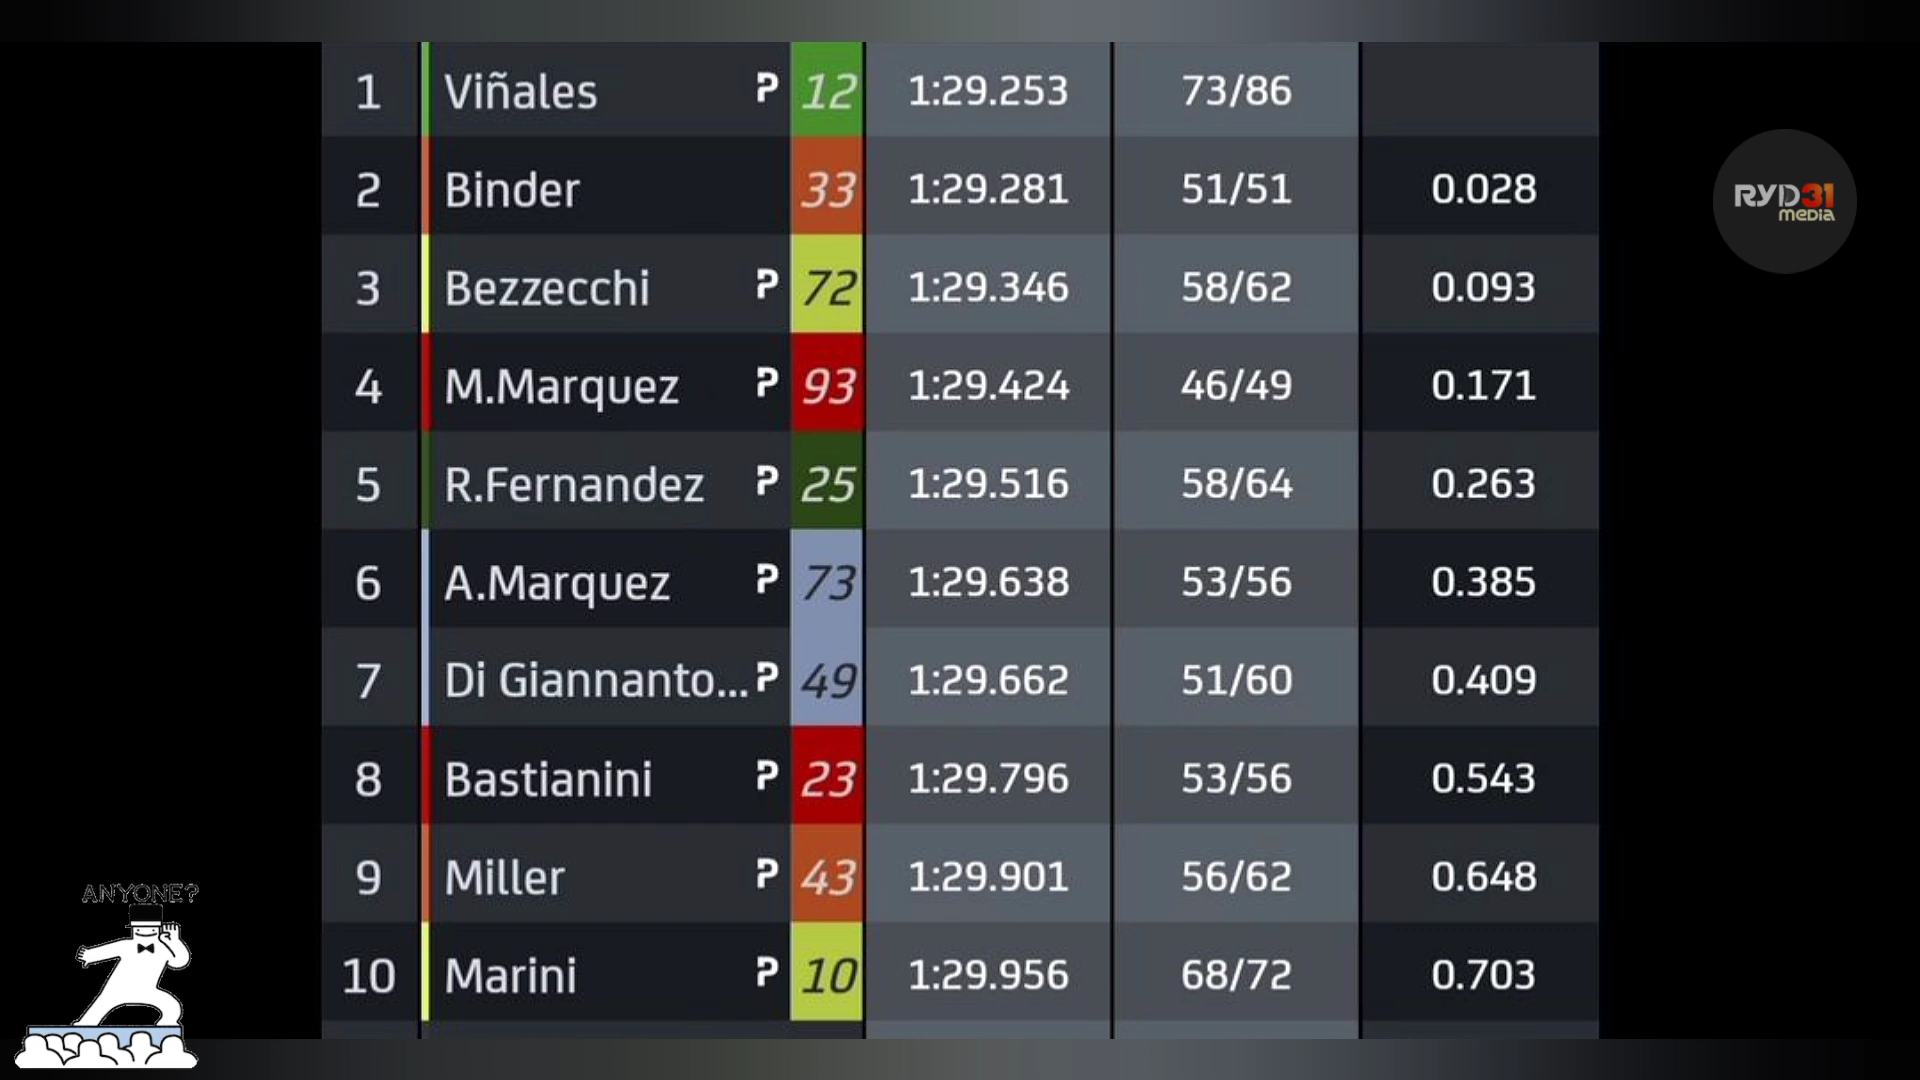 1 Viñales P 12 1:29.253 73/86
2 Binder 33 1:29.281 51/51 0.028
3 Bezzecchi P 72 1:29.346 58/62 0.093
4 M.Marquez P 93 1:29.424 46/49 0.171
5 R.Fernandez P 25 1:29.516 58/64 0.263
6 A.Marquez P 73 1:29.638 53/56 0.385
7 Di Giannanto... P 49 1:29.662 51/60 0.409
8 Bastianini P 23 1:29.796 53/56 0.543
9 Miller P 43 1:29.901 56/62 0.648
10 Marini P 10 1:29.956 68/72 0.703
RYD31
meDIa
ANYONE?